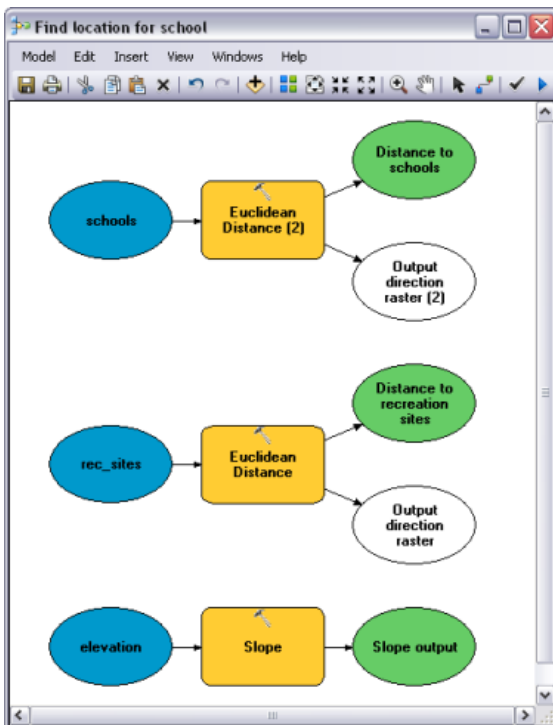 Find location for school
Model Edit Insert View Windows Help
Distance to
schools
schools
Euclidean
Distance (2)
Output
direction
raster (2)
Distance to
recreation
sites
rec_sites
Euclidean
Distance
Output
direction
raster
elevation
Slope
Slope output